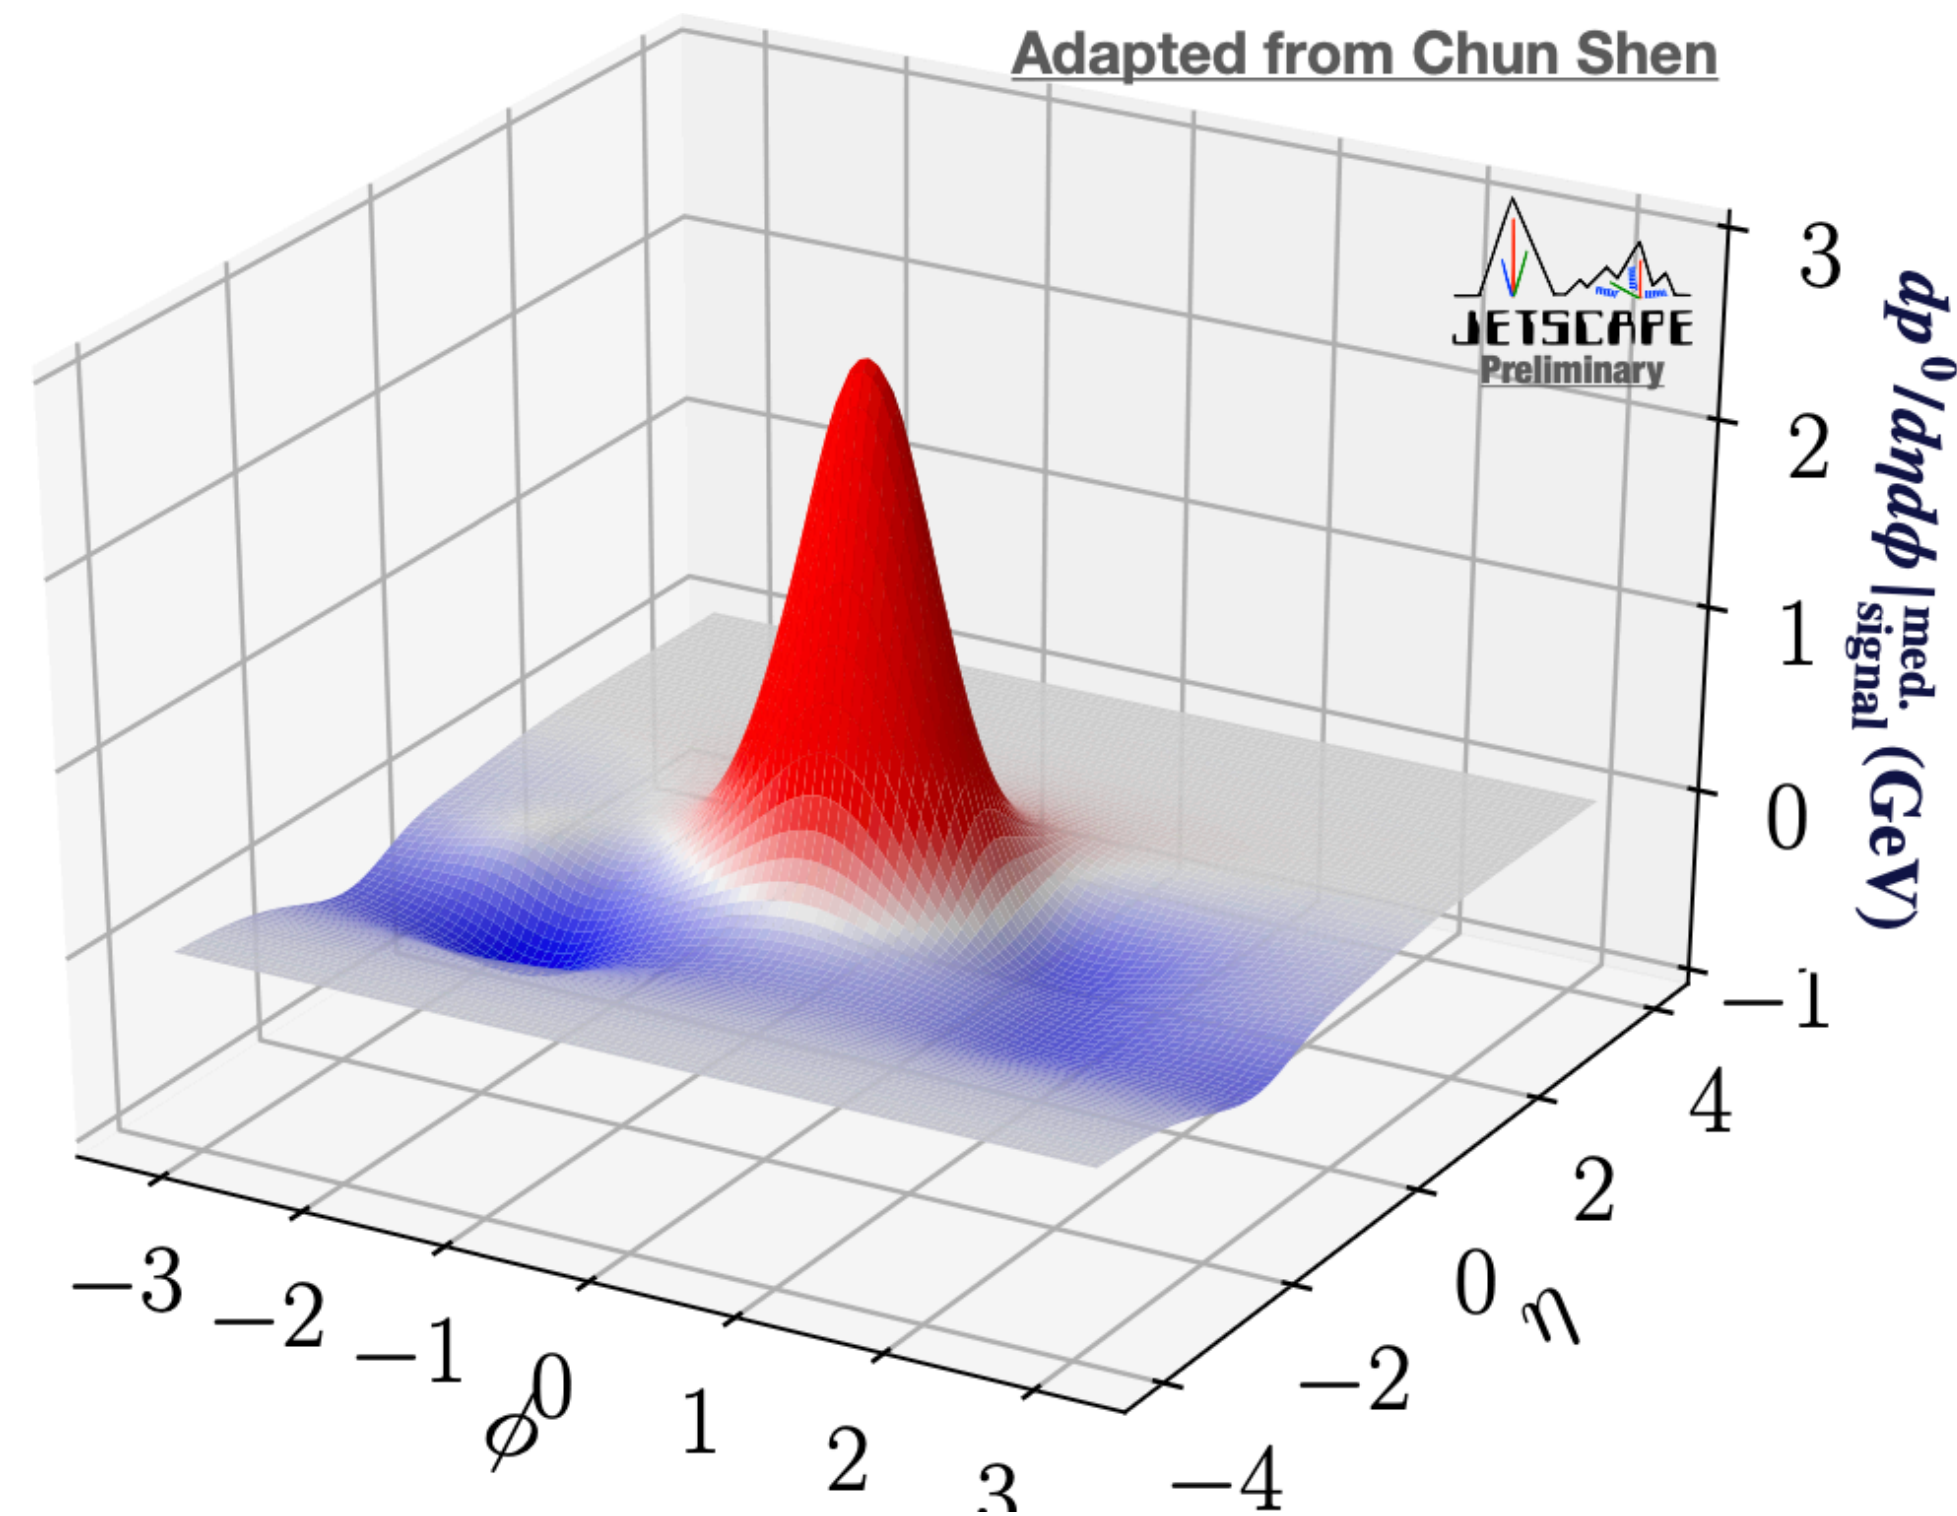 Adapted from Chun Shen
JETSCAPE
Preliminary
3
2
1
0
−1
dp⁰/dηdϕ|med. signal (GeV)
4
2
0
−2
−4
η
−3
−2
−1
0
1
2
3
ϕ